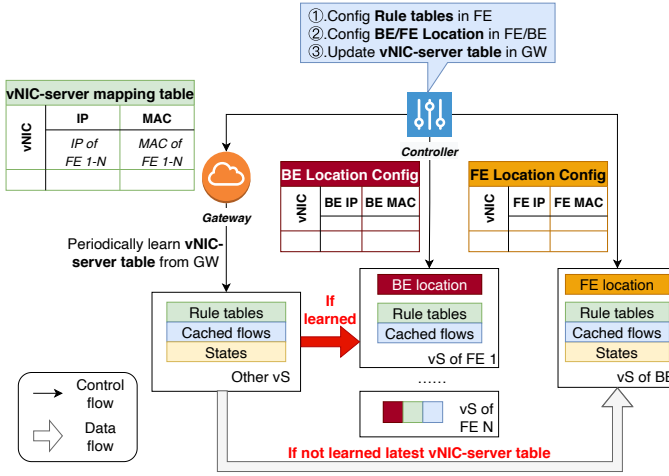 ①.Config Rule tables in FE
②.Config BE/FE Location in FE/BE
③.Update vNIC-server table in GW
vNIC-server mapping table
vNIC
IP
MAC
IP of
FE 1-N
MAC of
FE 1-N
Controller
Gateway
BE Location Config
vNIC
BE IP
BE MAC
FE Location Config
vNIC
FE IP
FE MAC
Periodically learn vNIC-
server table from GW
Rule tables
Cached flows
States
Other vS
If
learned
BE location
Rule tables
Cached flows
vS of FE 1
......
vS of
FE N
FE location
Rule tables
Cached flows
States
vS of BE
Control
flow
Data
flow
If not learned latest vNIC-server table